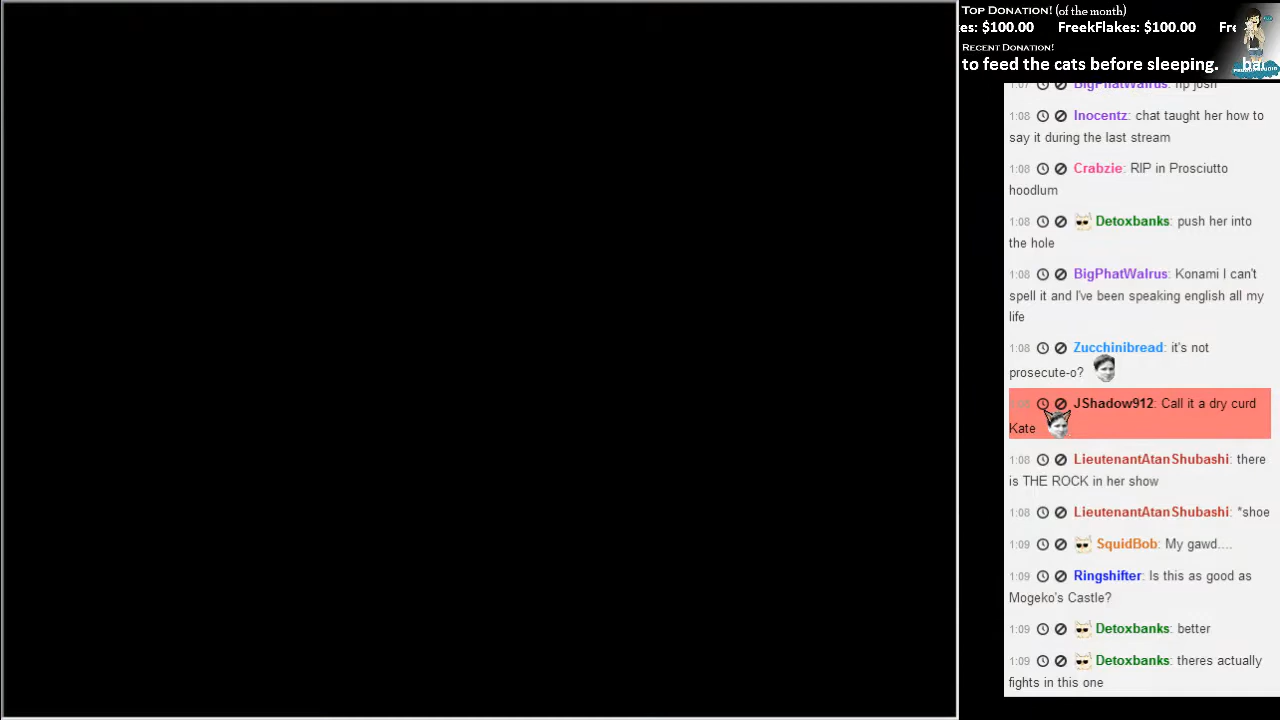 TOP DONATION! (of the month)
es: $100.00 FreekFlakes: $100.00 Fre
RECENT DONATION!
to feed the cats before sleeping. bar
1:07 BigPhatWalrus: rip josh
1:08 Inocentz: chat taught her how to
say it during the last stream
1:08 Crabzie: RIP in Prosciutto
hoodlum
1:08 Detoxbanks: push her into
the hole
1:08 BigPhatWalrus: Konami I can't
spell it and I've been speaking english all my
life
1:08 Zucchinibread: it's not
prosecute-o?
JShadow912: Call it a dry curd
Kate
1:08 LieutenantAtanShubashi: there
is THE ROCK in her show
1:08 LieutenantAtanShubashi: *shoe
1:09 SquidBob: My gawd....
1:09 Ringshifter: Is this as good as
Mogeko's Castle?
1:09 Detoxbanks: better
1:09 Detoxbanks: theres actually
fights in this one